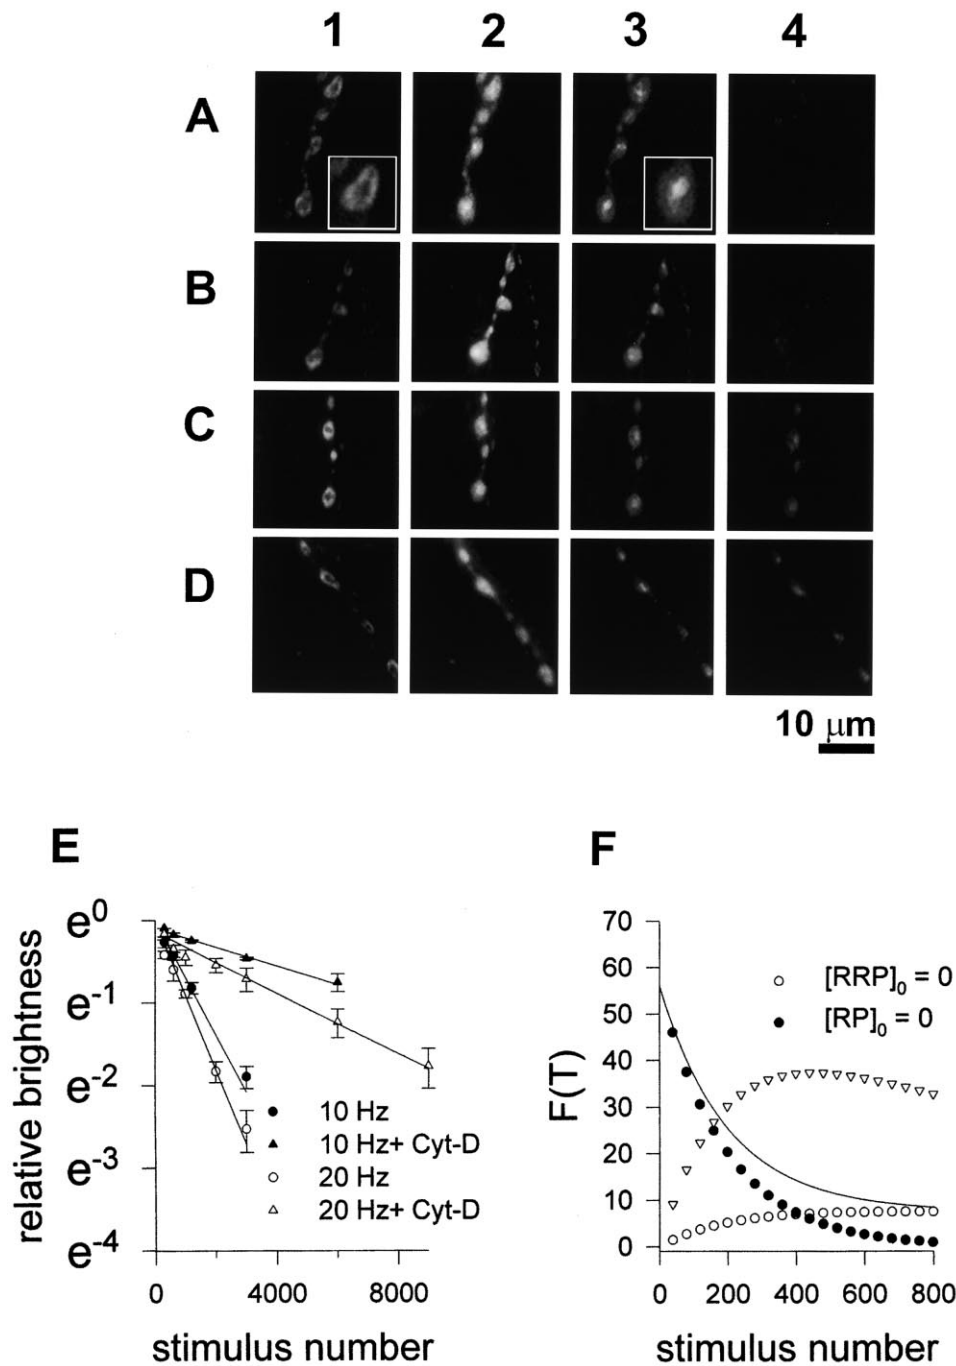 1 2 3 4
A
B
C
D
10 μm
E
relative brightness
e0
e-1
e-2
e-3
e-4
10 Hz
10 Hz+ Cyt-D
20 Hz
20 Hz+ Cyt-D
0 4000 8000
stimulus number
F
F(T)
70
60
50
40
30
20
10
0
[RRP]0 = 0
[RP]0 = 0
0 200 400 600 800
stimulus number